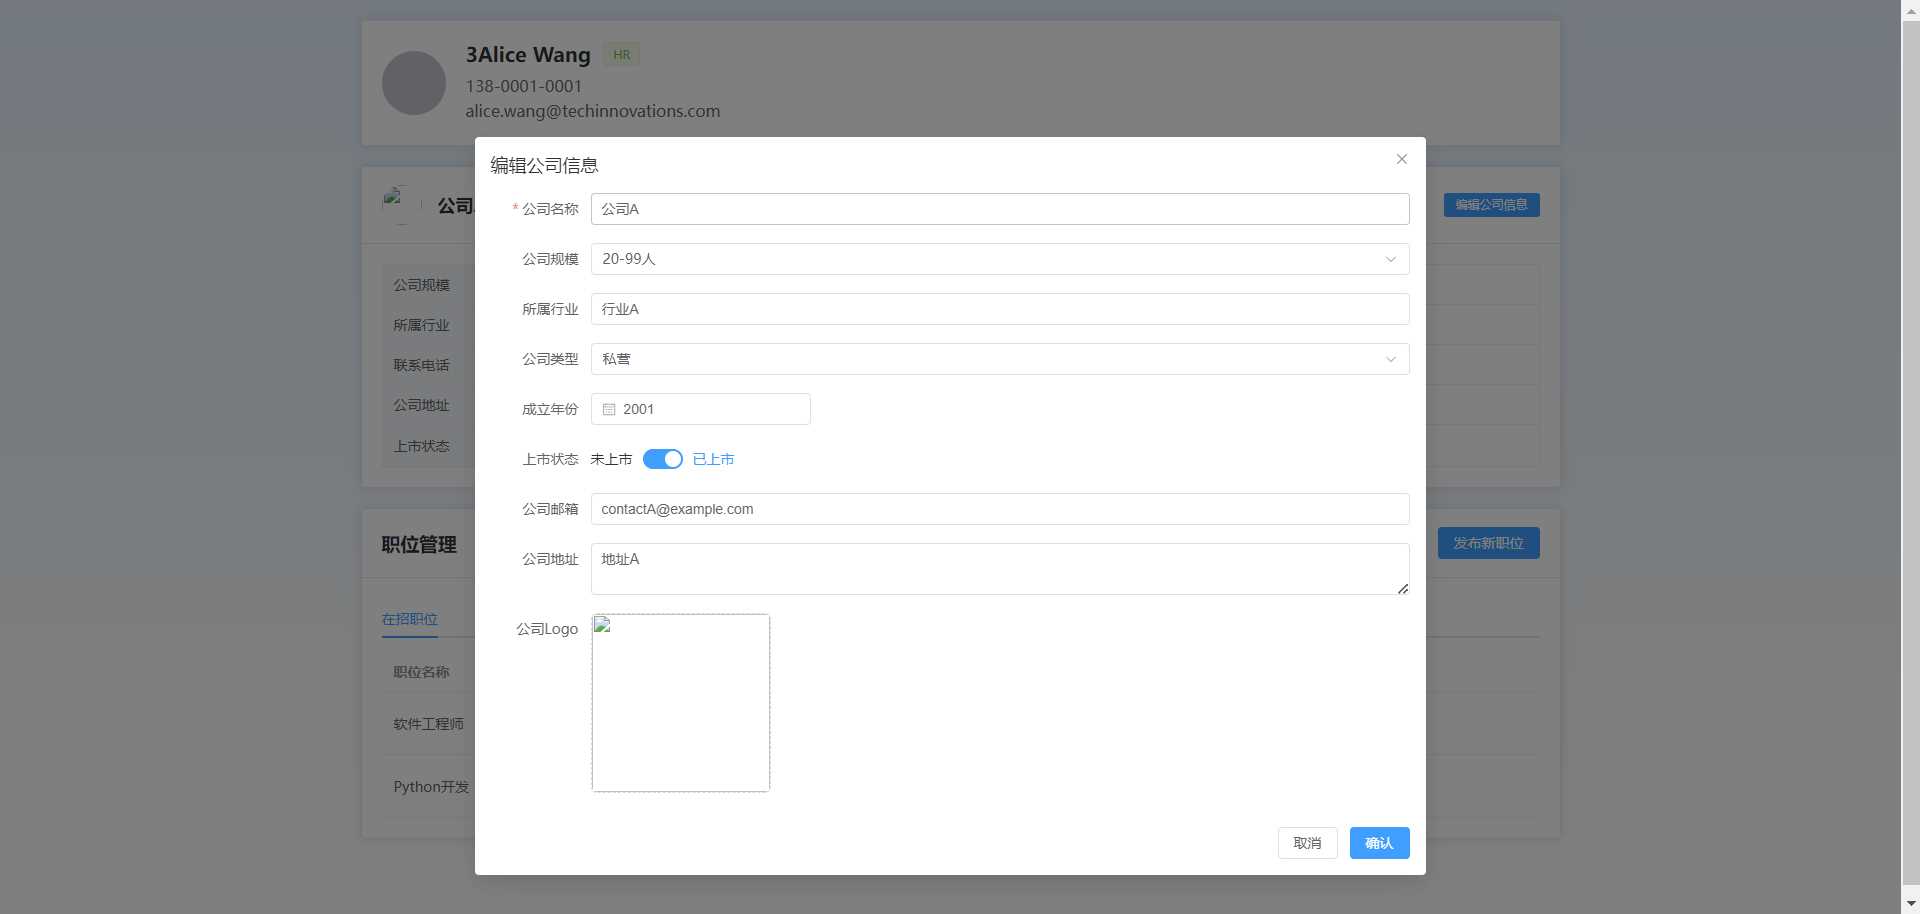 3Alice Wang HR
138-0001-0001
alice.wang@techinnovations.com
编辑公司信息
公司
编辑公司信息
* 公司名称 公司A
公司规模 20-99人
所属行业 行业A
公司类型 私营
成立年份 2001
上市状态 未上市 已上市
公司邮箱 contactA@example.com
公司地址 地址A
公司Logo
取消 确认
公司规模
所属行业
联系电话
公司地址
上市状态
职位管理 发布新职位
在招职位
职位名称
软件工程师
Python开发